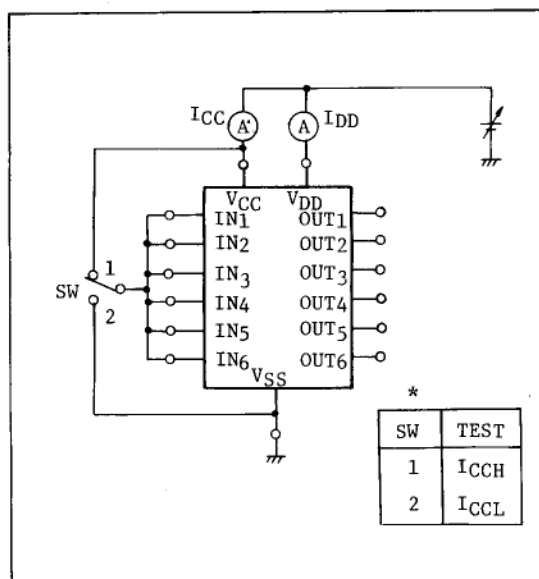 ICC A A IDD
VCC VDD
IN1 OUT1
IN2 OUT2
1 IN3 OUT3
SW
2 IN4 OUT4
IN5 OUT5
IN6 OUT6
VSS
*
SW TEST
1 ICCH
2 ICCL